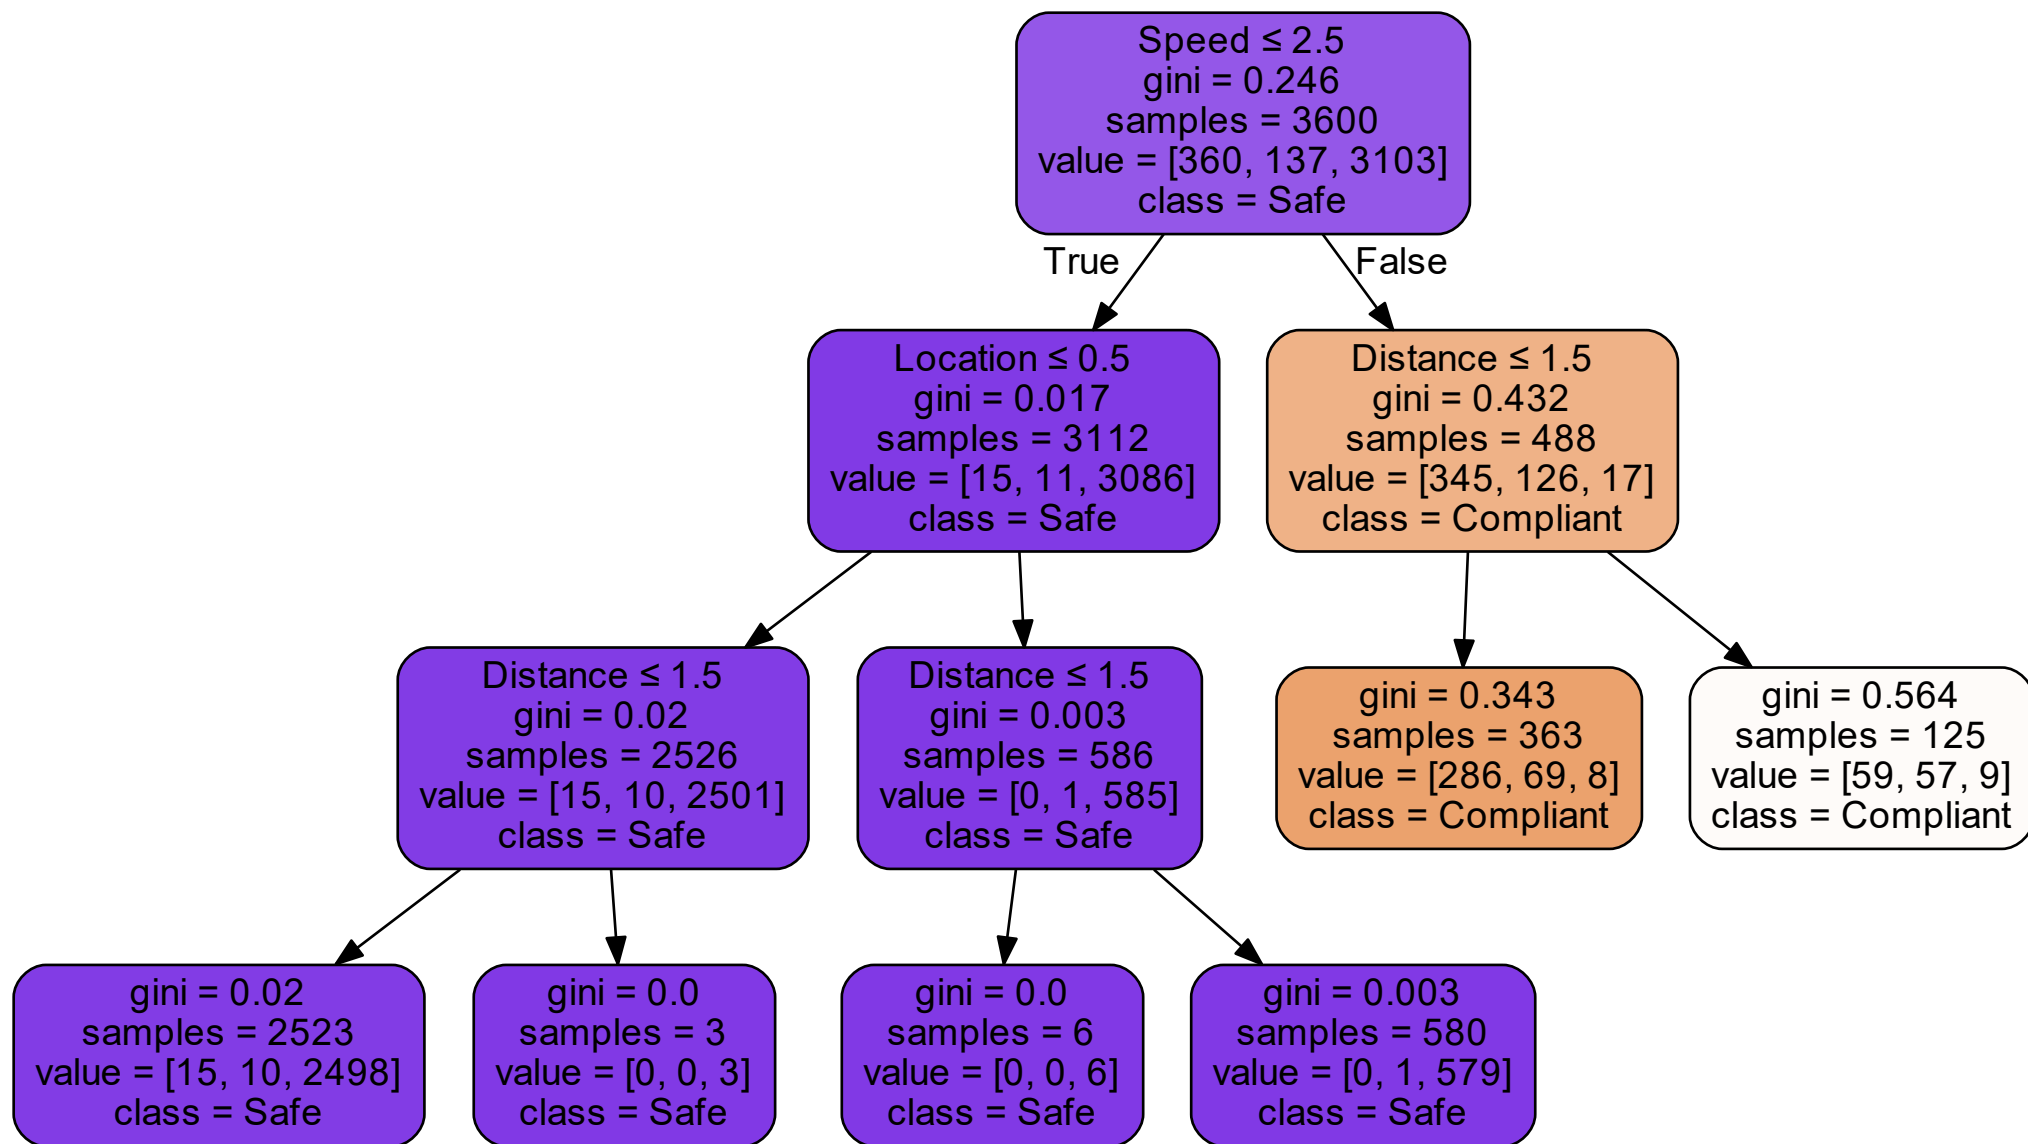 Speed ≤ 2.5
gini = 0.246
samples = 3600
value = [360, 137, 3103]
class = Safe
True
False
Location ≤ 0.5
gini = 0.017
samples = 3112
value = [15, 11, 3086]
class = Safe
Distance ≤ 1.5
gini = 0.432
samples = 488
value = [345, 126, 17]
class = Compliant
Distance ≤ 1.5
gini = 0.02
samples = 2526
value = [15, 10, 2501]
class = Safe
Distance ≤ 1.5
gini = 0.003
samples = 586
value = [0, 1, 585]
class = Safe
gini = 0.343
samples = 363
value = [286, 69, 8]
class = Compliant
gini = 0.564
samples = 125
value = [59, 57, 9]
class = Compliant
gini = 0.02
samples = 2523
value = [15, 10, 2498]
class = Safe
gini = 0.0
samples = 3
value = [0, 0, 3]
class = Safe
gini = 0.0
samples = 6
value = [0, 0, 6]
class = Safe
gini = 0.003
samples = 580
value = [0, 1, 579]
class = Safe